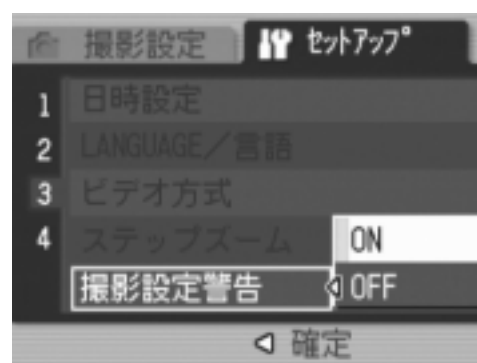 撮影設定 セットアップ
1 日時設定
2 LANGUAGE／言語
3 ビデオ方式
4 ステップズーム ON
撮影設定警告 OFF
確定